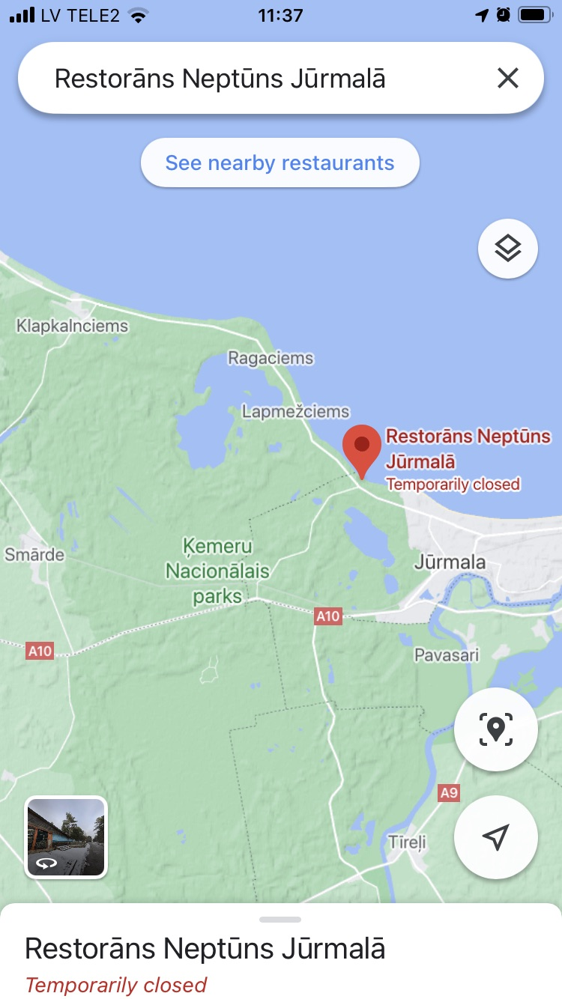 LV TELE2
11:37
Restorāns Neptūns Jūrmalā
See nearby restaurants
Klapkalnciems
Ragaciems
Lapmežciems
Restorāns Neptūns
Jūrmalā
Temporarily closed
Ķemeru
Nacionālais
parks
Smārde
Jūrmala
A10
A10
Pavasari
A9
Tīreļi
Restorāns Neptūns Jūrmalā
Temporarily closed